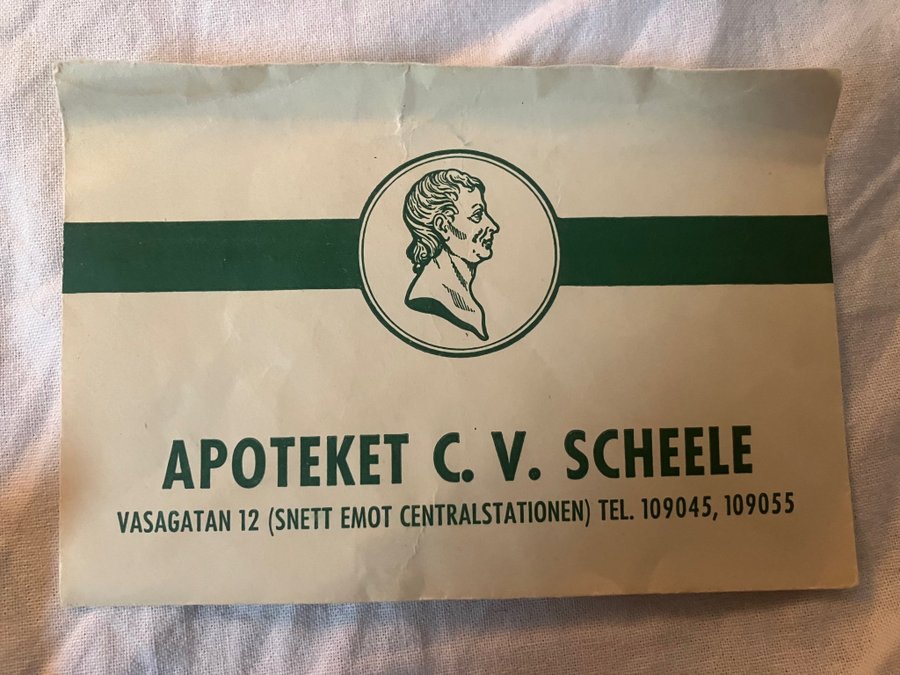 APOTEKET C. V. SCHEELE
VASAGATAN 12 (SNETT EMOT CENTRALSTATIONEN) TEL. 109045, 109055